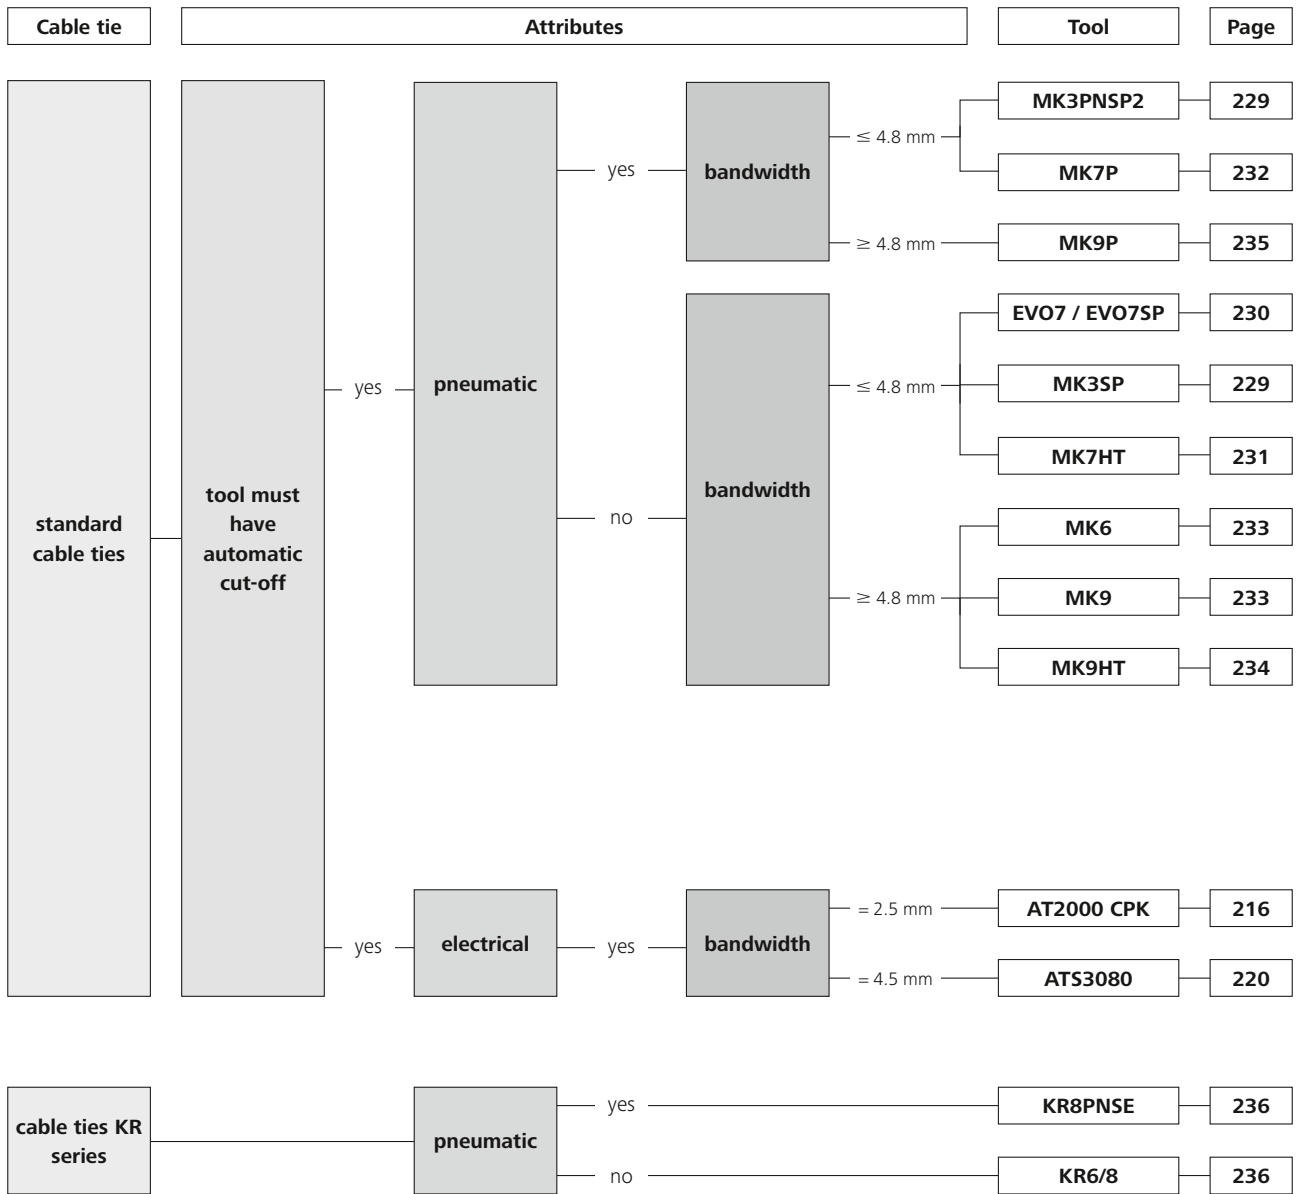 Cable tie
Attributes
Tool
Page
standard
cable ties
tool must
have
automatic
cut-off
yes
pneumatic
yes
bandwidth
≤ 4.8 mm
MK3PNSP2
229
MK7P
232
≥ 4.8 mm
MK9P
235
no
bandwidth
≤ 4.8 mm
EVO7 / EVO7SP
230
MK3SP
229
MK7HT
231
≥ 4.8 mm
MK6
233
MK9
233
MK9HT
234
yes
electrical
yes
bandwidth
= 2.5 mm
AT2000 CPK
216
= 4.5 mm
ATS3080
220
cable ties KR
series
pneumatic
yes
KR8PNSE
236
no
KR6/8
236